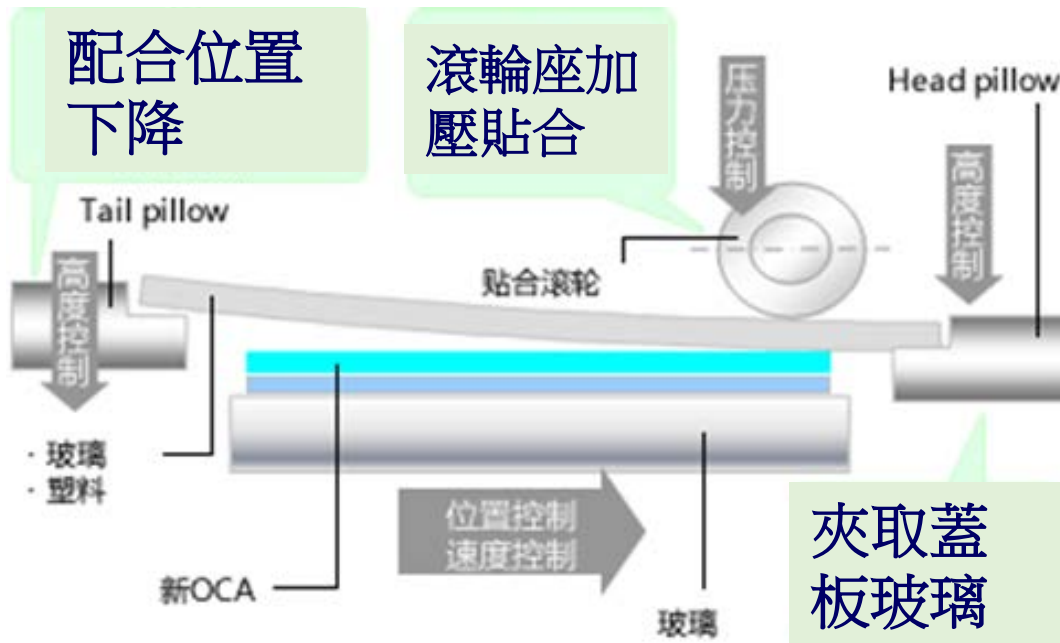 配合位置
下降
滾輪座加
壓貼合
压力控制
Head pillow
高度控制
Tail pillow
高度控制
贴合滚轮
· 玻璃
· 塑料
位置控制
速度控制
新OCA
玻璃
夾取蓋
板玻璃